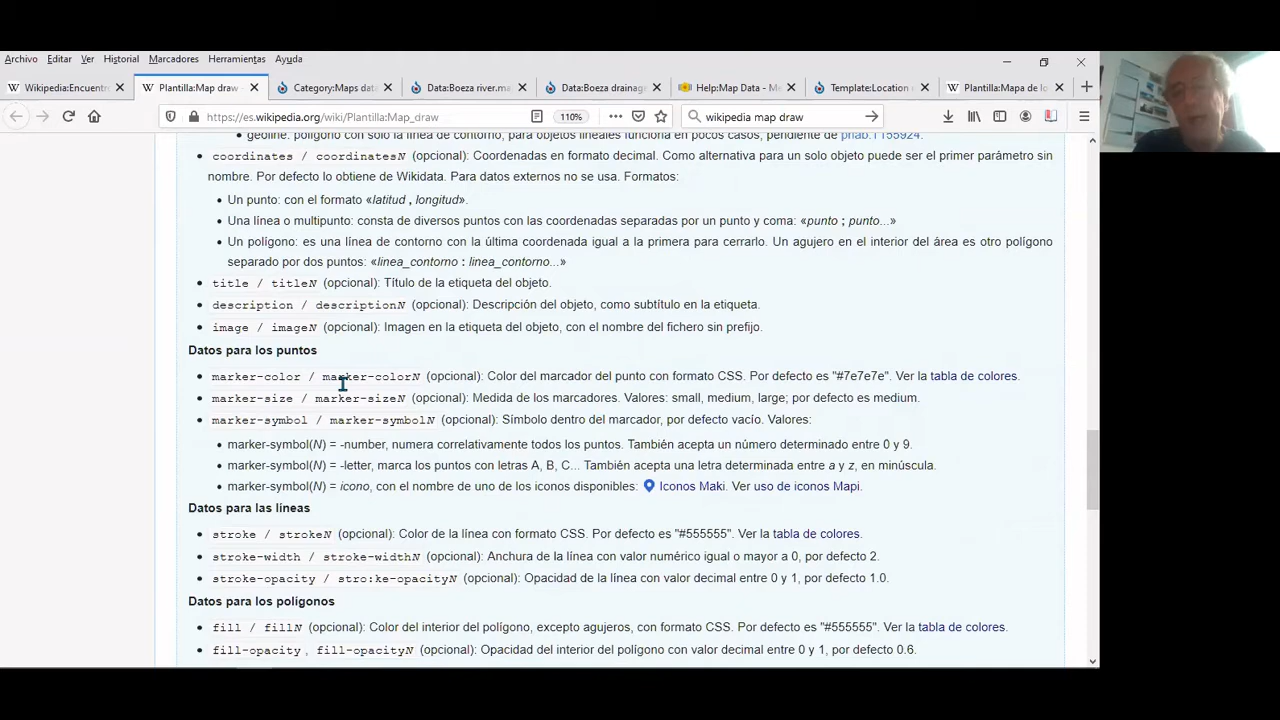 Archivo Editar Ver Historial Marcadores Herramientas Ayuda
Wikipedia:Encuentro Plantilla:Map draw - Category:Maps dat Data:Boeza river.ma Data:Boeza drainage Help:Map Data - Me Template:Location m Plantilla:Mapa de lo
https://es.wikipedia.org/wiki/Plantilla:Map_draw 110% wikipedia map draw
geoline: polígono con sólo la línea de contorno, para objetos lineales funciona en pocos casos, pendiente de phab:T155924.
coordinates / coordinatesN (opcional): Coordenadas en formato decimal. Como alternativa para un solo objeto puede ser el primer parámetro sin
nombre. Por defecto lo obtiene de Wikidata. Para datos externos no se usa. Formatos:
Un punto: con el formato «latitud , longitud».
Una línea o multipunto: consta de diversos puntos con las coordenadas separadas por un punto y coma: «punto ; punto...»
Un polígono: es una línea de contorno con la última coordenada igual a la primera para cerrarlo. Un agujero en el interior del área es otro polígono
separado por dos puntos: «linea_contorno : linea_contorno...»
title / titleN (opcional): Título de la etiqueta del objeto.
description / descriptionN (opcional): Descripción del objeto, como subtítulo en la etiqueta.
image / imageN (opcional): Imagen en la etiqueta del objeto, con el nombre del fichero sin prefijo.
Datos para los puntos
marker-color / marker-colorN (opcional): Color del marcador del punto con formato CSS. Por defecto es "#7e7e7e". Ver la tabla de colores.
marker-size / marker-sizeN (opcional): Medida de los marcadores. Valores: small, medium, large; por defecto es medium.
marker-symbol / marker-symbolN (opcional): Símbolo dentro del marcador, por defecto vacío. Valores:
marker-symbol(N) = -number, numera correlativamente todos los puntos. También acepta un número determinado entre 0 y 9.
marker-symbol(N) = -letter, marca los puntos con letras A, B, C... También acepta una letra determinada entre a y z, en minúscula.
marker-symbol(N) = icono, con el nombre de uno de los iconos disponibles: Iconos Maki. Ver uso de iconos Mapi.
Datos para las líneas
stroke / strokeN (opcional): Color de la línea con formato CSS. Por defecto es "#555555". Ver la tabla de colores.
stroke-width / stroke-widthN (opcional): Anchura de la línea con valor numérico igual o mayor a 0, por defecto 2.
stroke-opacity / stro:ke-opacityN (opcional): Opacidad de la línea con valor decimal entre 0 y 1, por defecto 1.0.
Datos para los polígonos
fill / fillN (opcional): Color del interior del polígono, excepto agujeros, con formato CSS. Por defecto es "#555555". Ver la tabla de colores.
fill-opacity , fill-opacityN (opcional): Opacidad del interior del polígono con valor decimal entre 0 y 1, por defecto 0.6.